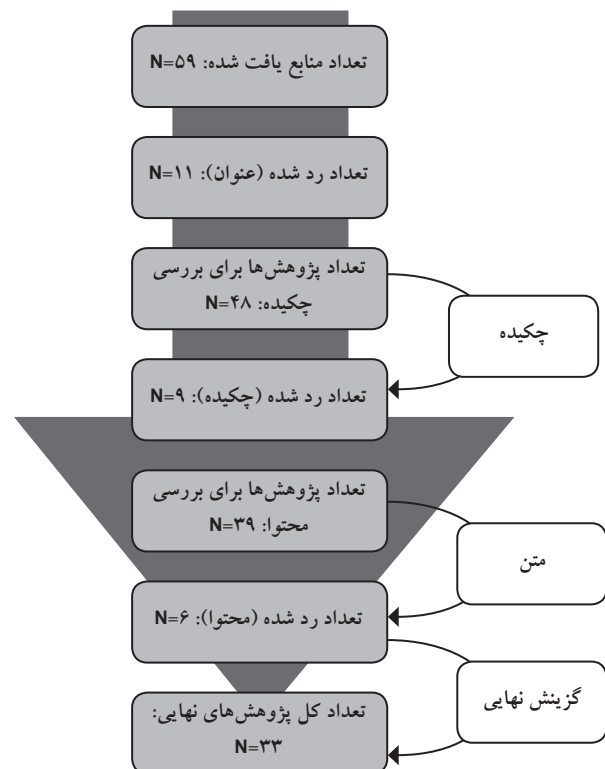 تعداد منابع یافت شده: N=۵۹
تعداد رد شده (عنوان): N=۱۱
تعداد پژوهش‌ها برای بررسی
چکیده: N=۴۸
چکیده
تعداد رد شده (چکیده): N=۹
تعداد پژوهش‌ها برای بررسی
محتوا: N=۳۹
متن
تعداد رد شده (محتوا): N=۶
گزینش نهایی
تعداد کل پژوهش‌های نهایی:
N=۳۳